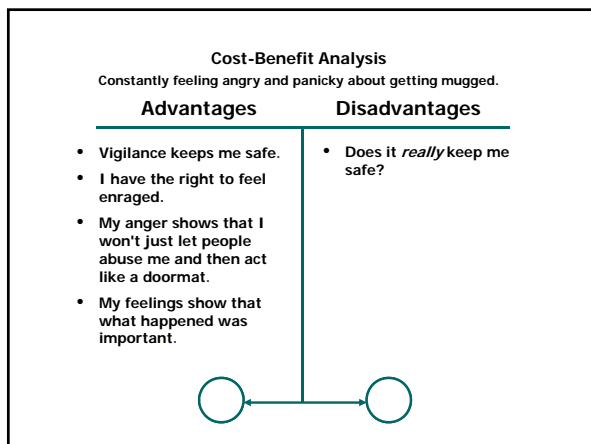 Cost-Benefit Analysis
Constantly feeling angry and panicky about getting mugged.
Advantages
Disadvantages
• Vigilance keeps me safe.
• I have the right to feel
enraged.
• My anger shows that I
won't just let people
abuse me and then act
like a doormat.
• My feelings show that
what happened was
important.
• Does it really keep me
safe?